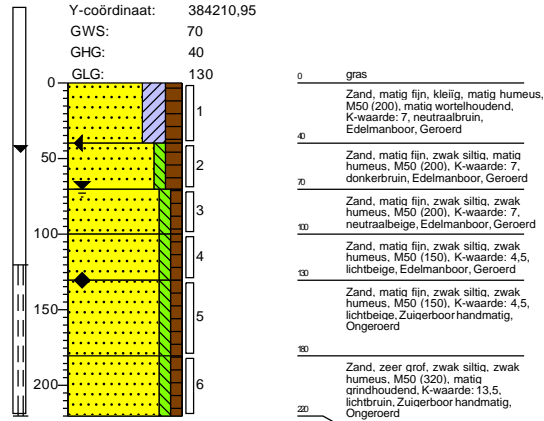 Y-coördinaat: 384210,95
GWS: 70
GHG: 40
GLG: 130
0
50
100
150
200
1
2
3
4
5
6
0 gras
Zand, matig fijn, kleiïg, matig humeus,
M50 (200), matig wortelhoudend,
K-waarde: 7, neutraalbruin,
Edelmanboor, Geroerd
40
Zand, matig fijn, zwak siltig, matig
humeus, M50 (200), K-waarde: 7,
donkerbruin, Edelmanboor, Geroerd
70
Zand, matig fijn, zwak siltig, zwak
humeus, M50 (200), K-waarde: 7,
neutraalbeige, Edelmanboor, Geroerd
100
Zand, matig fijn, zwak siltig, zwak
humeus, M50 (150), K-waarde: 4,5,
lichtbeige, Edelmanboor, Geroerd
130
Zand, matig fijn, zwak siltig, zwak
humeus, M50 (150), K-waarde: 4,5,
lichtbeige, Zuigerboor handmatig,
Ongeroerd
180
Zand, zeer grof, zwak siltig, zwak
humeus, M50 (320), matig
grindhoudend, K-waarde: 13,5,
lichtbruin, Zuigerboor handmatig,
Ongeroerd
220